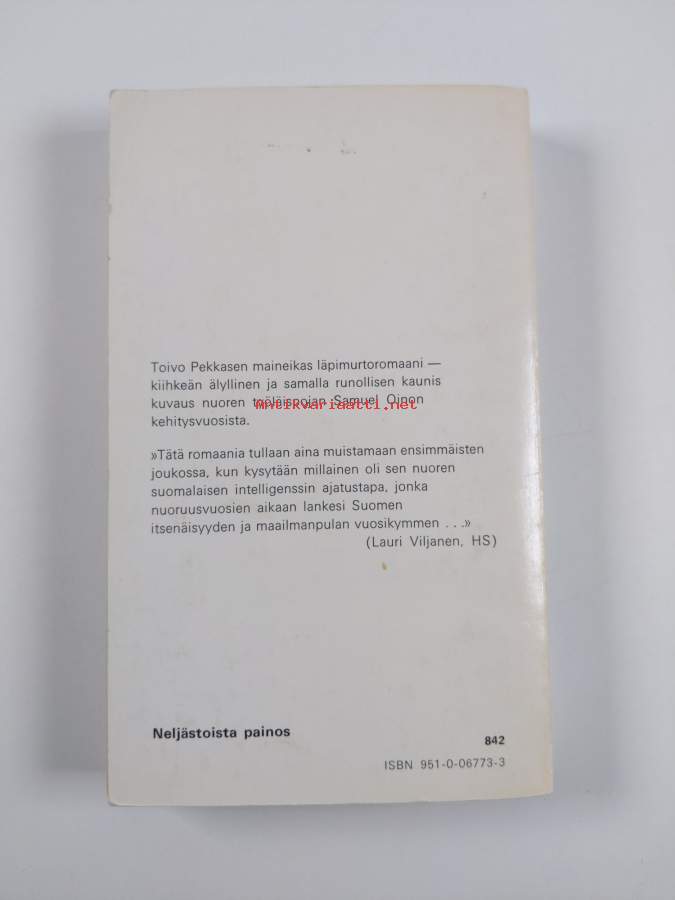 Toivo Pekkasen maineikas läpimurtoromaani —
kiihkeän älyllinen ja samalla runollisen kaunis
kuvaus nuoren työläispojan Samuel Oinon
Antikvariaatti.net
kehitysvuosista.
»Tätä romaania tullaan aina muistamaan ensimmäisten
joukossa, kun kysytään millainen oli sen nuoren
suomalaisen intelligenssin ajatustapa, jonka
nuoruusvuosien aikaan lankesi Suomen
itsenäisyyden ja maailmanpulan vuosikymmen . . .»
(Lauri Viljanen, HS)
Neljästoista painos
842
ISBN 951-0-06773-3